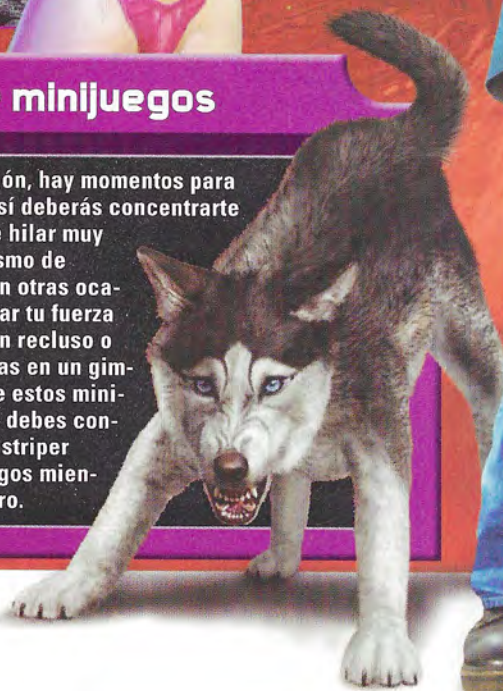 minijuegos
ón, hay momentos para
sí deberás concentrarte
e hilar muy
smo de
n otras oca-
ar tu fuerza
n recluso o
as en un gim-
e estos mini-
debes con-
striper
gos mien-
ro.